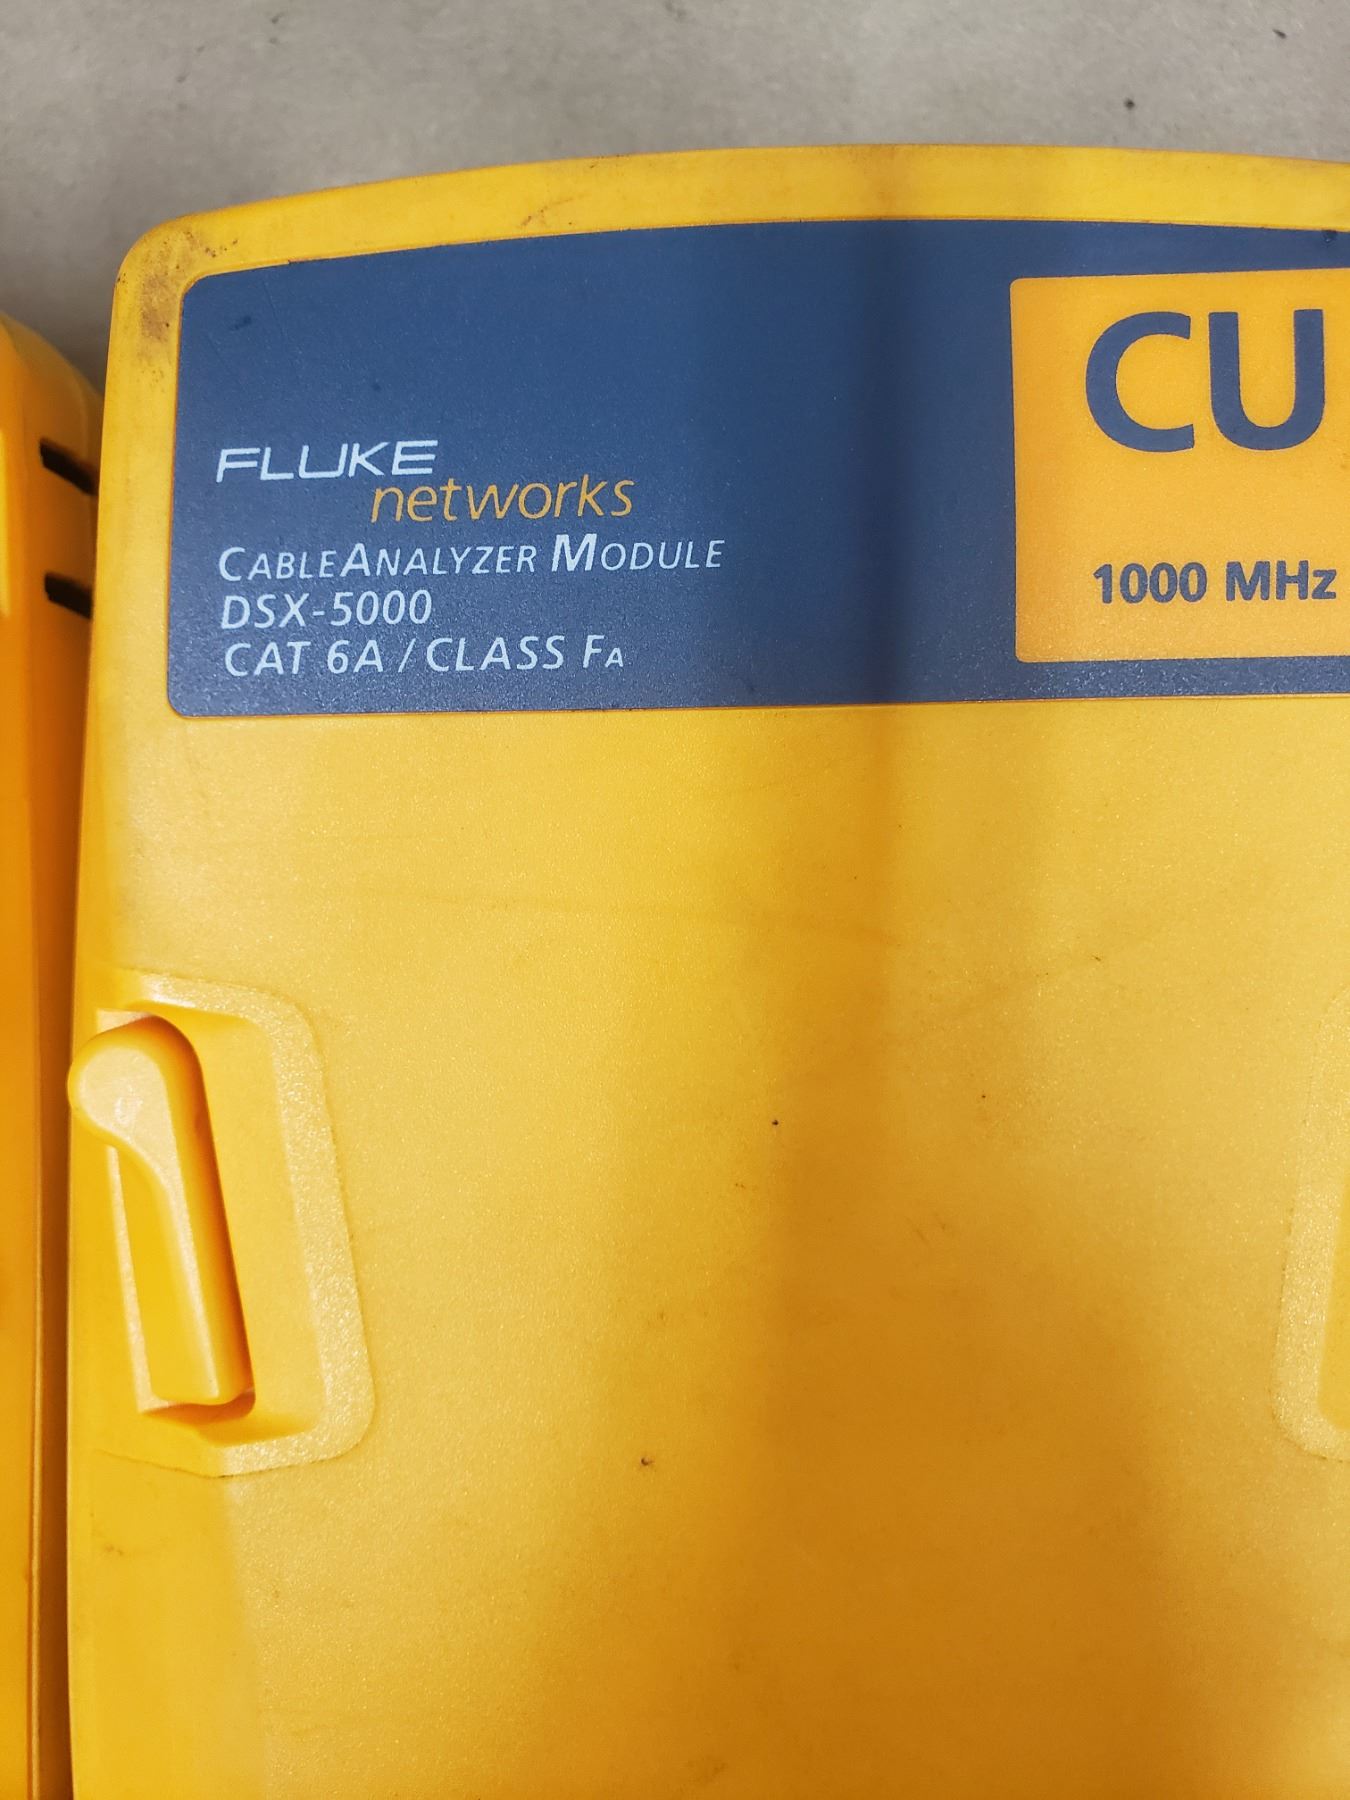 FLUKE
networks
CABLEANALYZER MODULE
DSX-5000
CAT 6A / CLASS FA
CU
1000 MHz